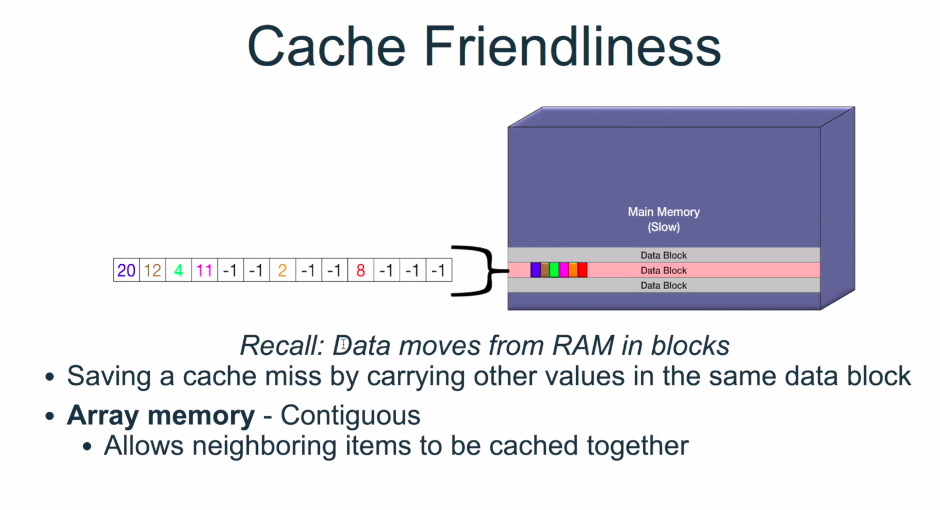 Cache Friendliness
Main Memory
(Slow)
Data Block
20 12 4 11 -1 -1 2 -1 -1 8 -1 -1 -1
Data Block
Data Block
Recall: Data moves from RAM in blocks
• Saving a cache miss by carrying other values in the same data block
• Array memory - Contiguous
• Allows neighboring items to be cached together